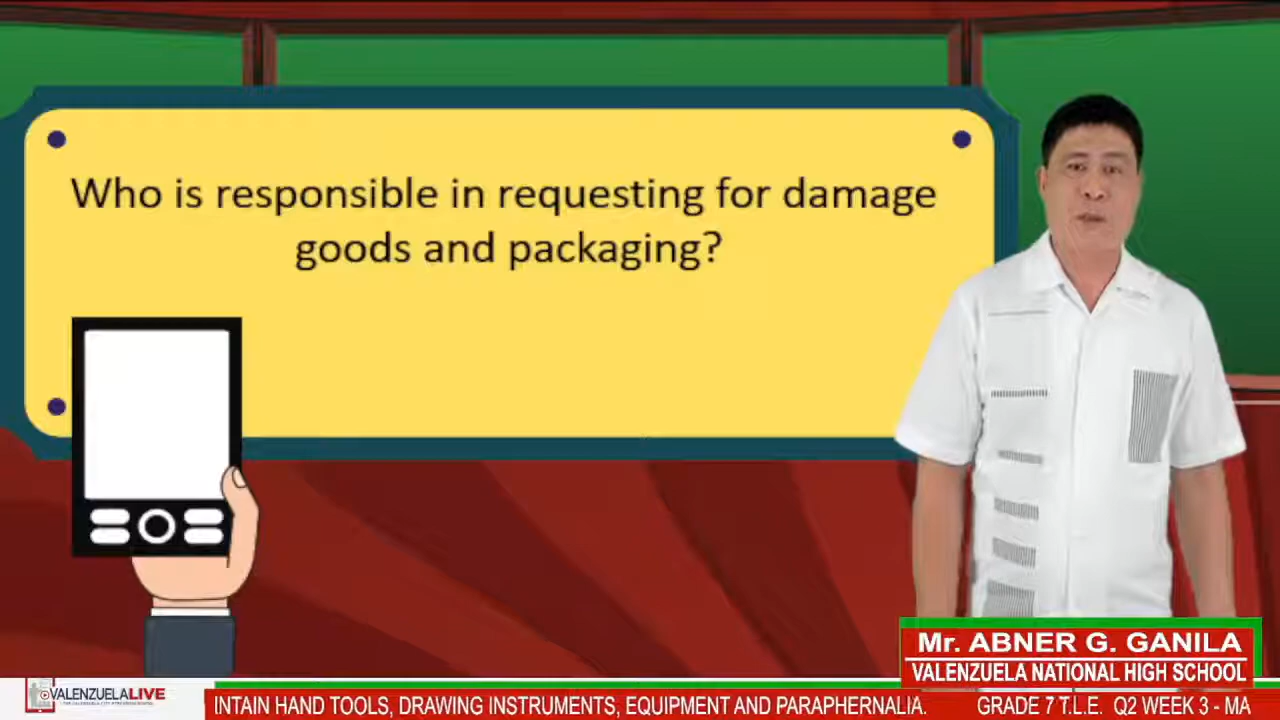 Who is responsible in requesting for damage
goods and packaging?
Mr. ABNER G. GANILA
VALENZUELA NATIONAL HIGH SCHOOL
VALENZUELALIVE
INTAIN HAND TOOLS, DRAWING INSTRUMENTS, EQUIPMENT AND PARAPHERNALIA. GRADE 7 T.L.E. Q2 WEEK 3 - MA